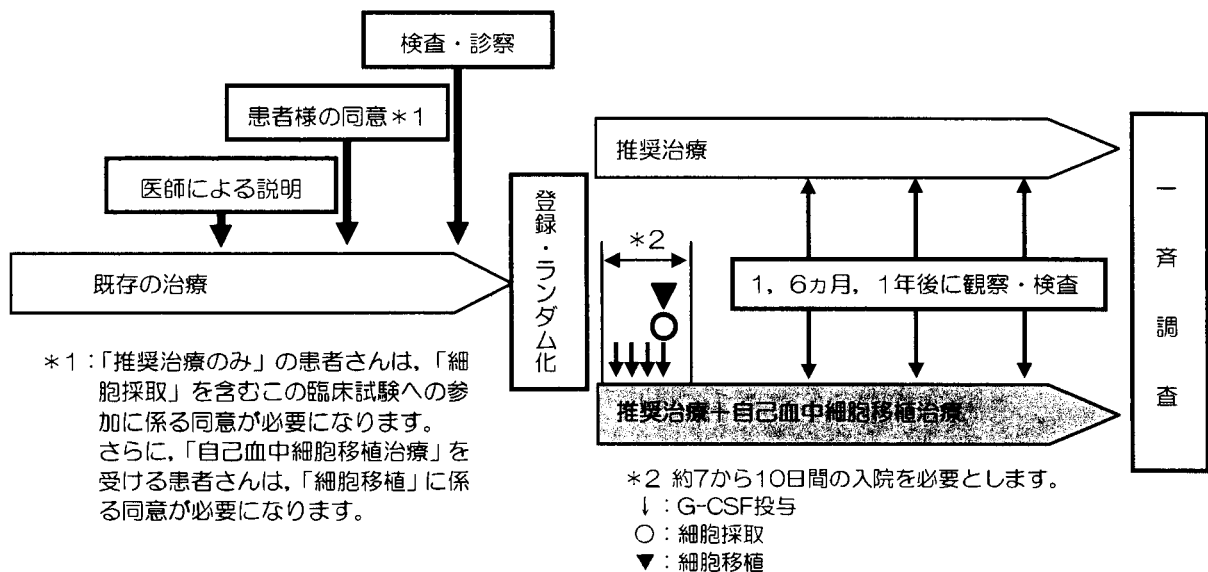 検査・診察
患者様の同意＊1
医師による説明
既存の治療
登録・ランダム化
推奨治療
＊2
1，6ヵ月，1年後に観察・検査
推奨治療＋自己血中細胞移植治療
一斉調査
＊1：「推奨治療のみ」の患者さんは，「細
胞採取」を含むこの臨床試験への参
加に係る同意が必要になります。
さらに，「自己血中細胞移植治療」を
受ける患者さんは，「細胞移植」に係
る同意が必要になります。
＊2 約7から10日間の入院を必要とします。
↓：G-CSF投与
○：細胞採取
▼：細胞移植